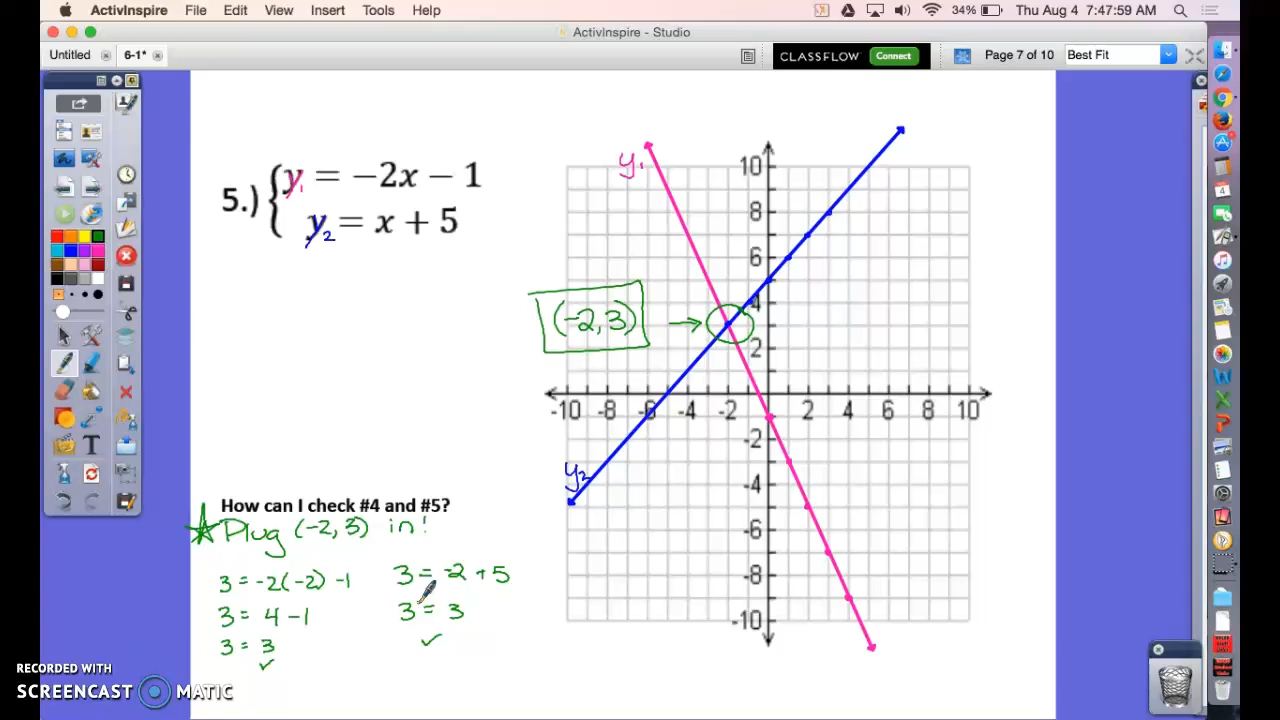 ActivInspire File Edit View Insert Tools Help 34% Thu Aug 4 7:47:59 AM
ActivInspire - Studio
Untitled 6-1* CLASSFLOW Connect Page 7 of 10 Best Fit
5.) { y₁ = −2x − 1
y₂ = x + 5
y₁
y₂
(-2, 3) →
10
8
6
4
2
-10 -8 -6 -4 -2 2 4 6 8 10
-2
-4
-6
-8
-10
How can I check #4 and #5?
Plug (-2, 3) in!
3 = -2(-2) -1
3 = 4 -1
3 = 3
✓
3 = -2 + 5
3 = 3
✓
RECORDED WITH
SCREENCAST MATIC